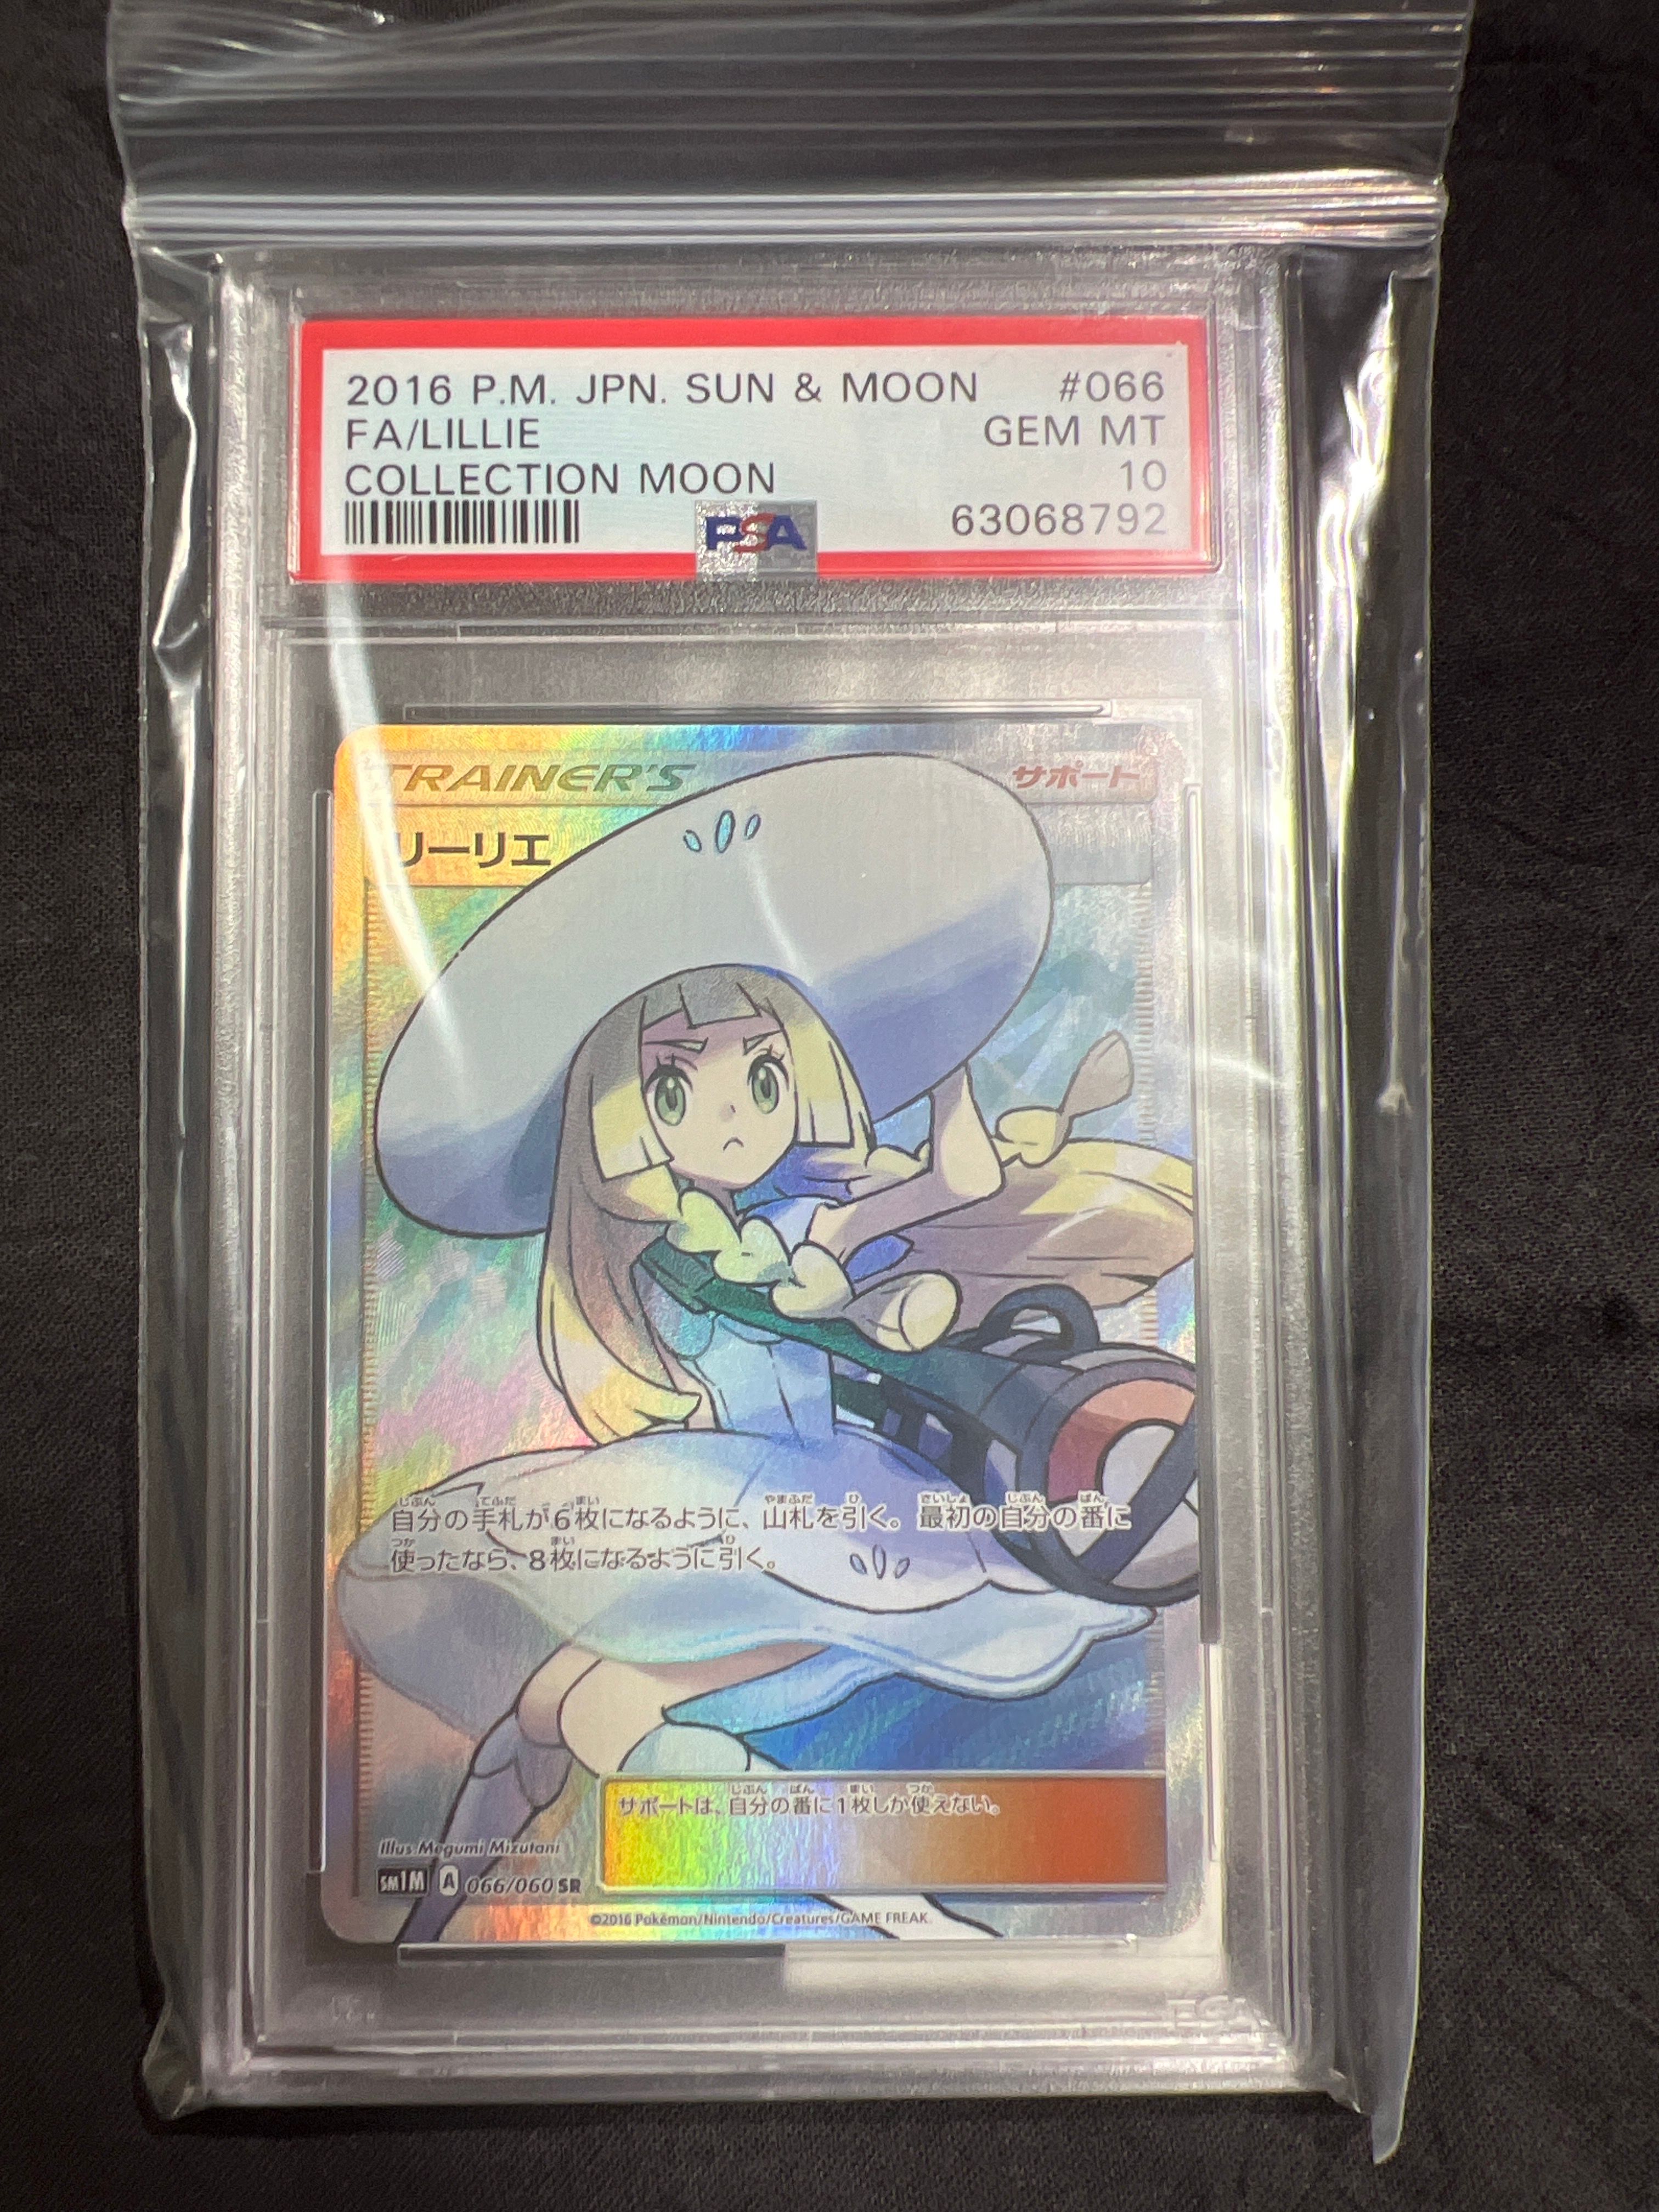 2016 P.M. JPN. SUN & MOON #066
FA/LILLIE GEM MT
COLLECTION MOON 10
PSA 63068792
TRAINER'S サポート
リーリエ
自分の手札が6枚になるように、山札を引く。最初の自分の番に
使ったなら、8枚になるように引く。
サポートは、自分の番に1枚しか使えない。
Illus. Megumi Mizutani
SM1M A 066/060 SR
©2016 Pokémon/Nintendo/Creatures/GAME FREAK.
PSA